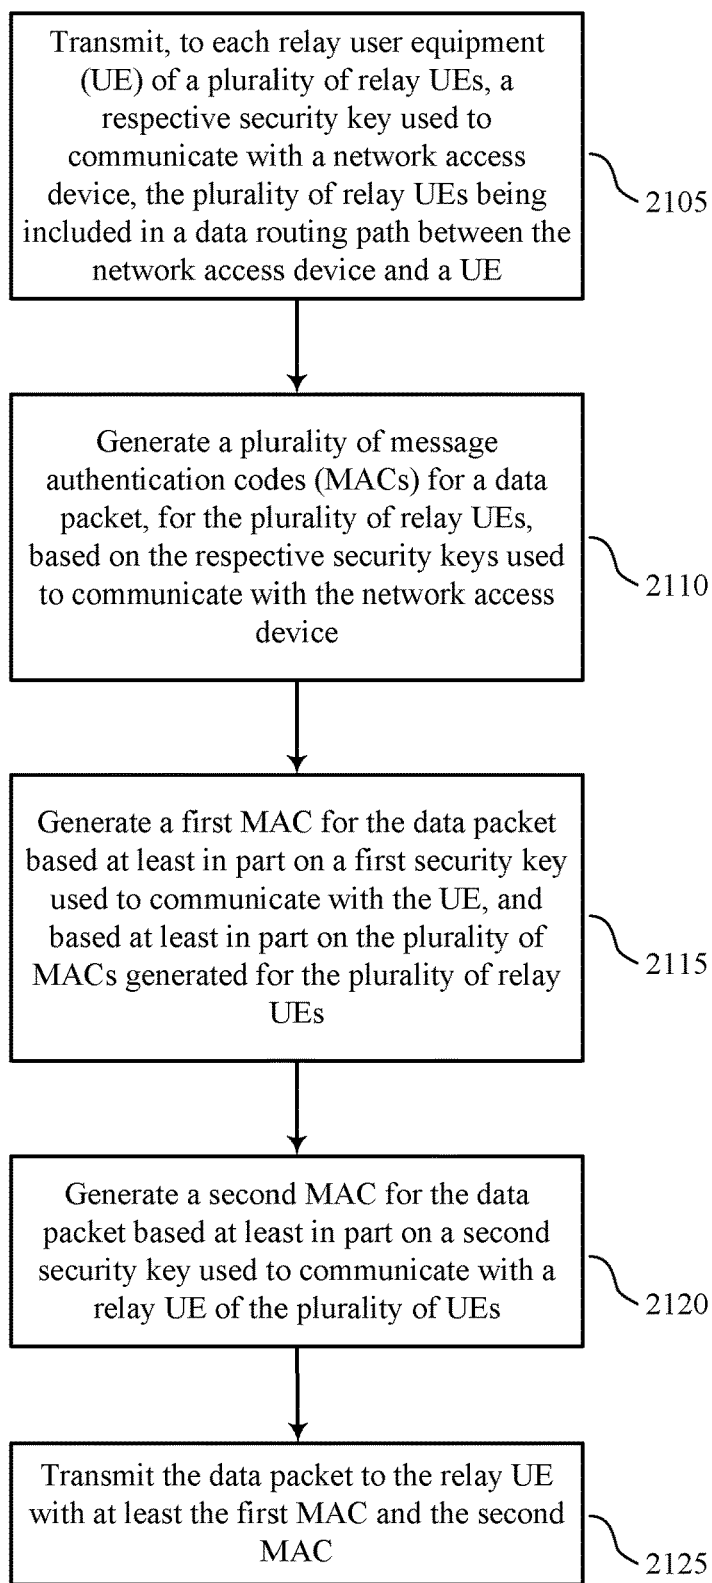 Transmit, to each relay user equipment
(UE) of a plurality of relay UEs, a
respective security key used to
communicate with a network access
device, the plurality of relay UEs being
included in a data routing path between the
network access device and a UE
2105
Generate a plurality of message
authentication codes (MACs) for a data
packet, for the plurality of relay UEs,
based on the respective security keys used
to communicate with the network access
device
2110
Generate a first MAC for the data packet
based at least in part on a first security key
used to communicate with the UE, and
based at least in part on the plurality of
MACs generated for the plurality of relay
UEs
2115
Generate a second MAC for the data
packet based at least in part on a second
security key used to communicate with a
relay UE of the plurality of UEs
2120
Transmit the data packet to the relay UE
with at least the first MAC and the second
MAC
2125